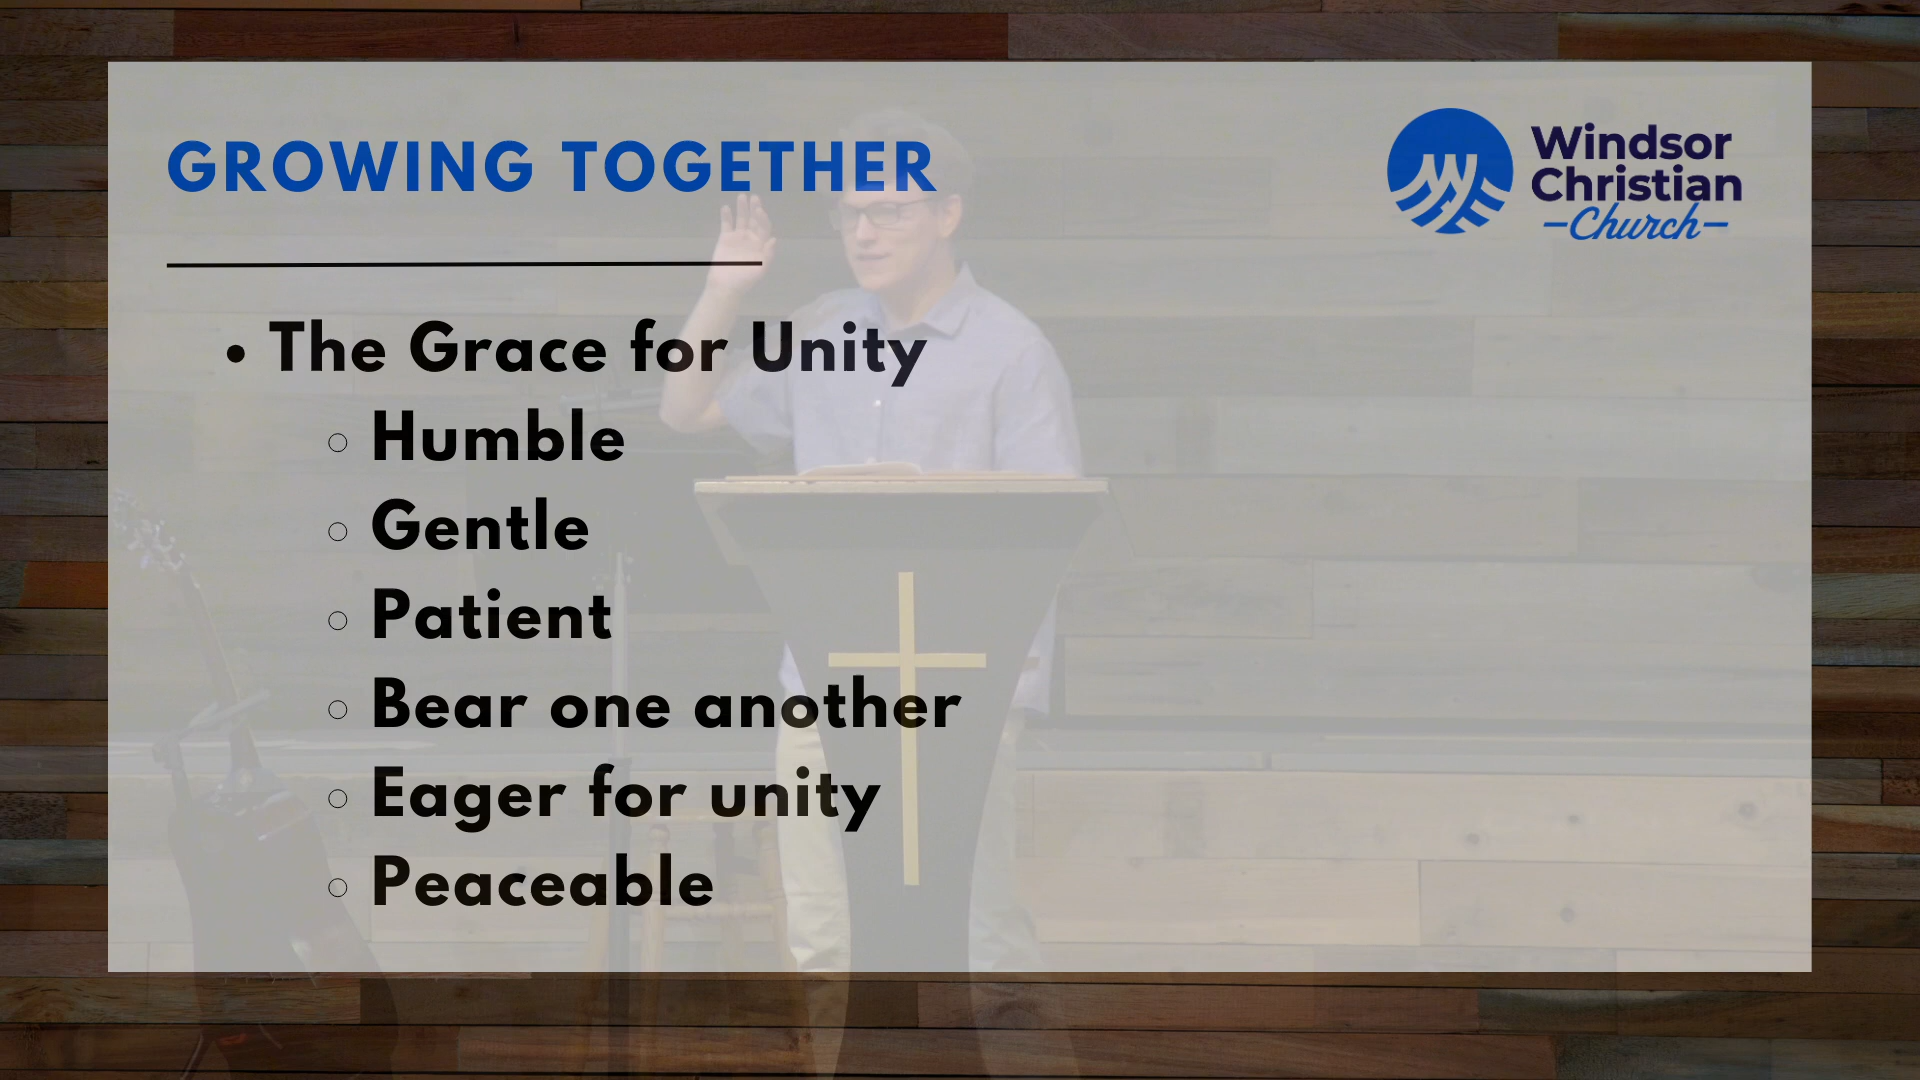 GROWING TOGETHER
Windsor
Christian
-Church-
• The Grace for Unity
○ Humble
○ Gentle
○ Patient
○ Bear one another
○ Eager for unity
○ Peaceable